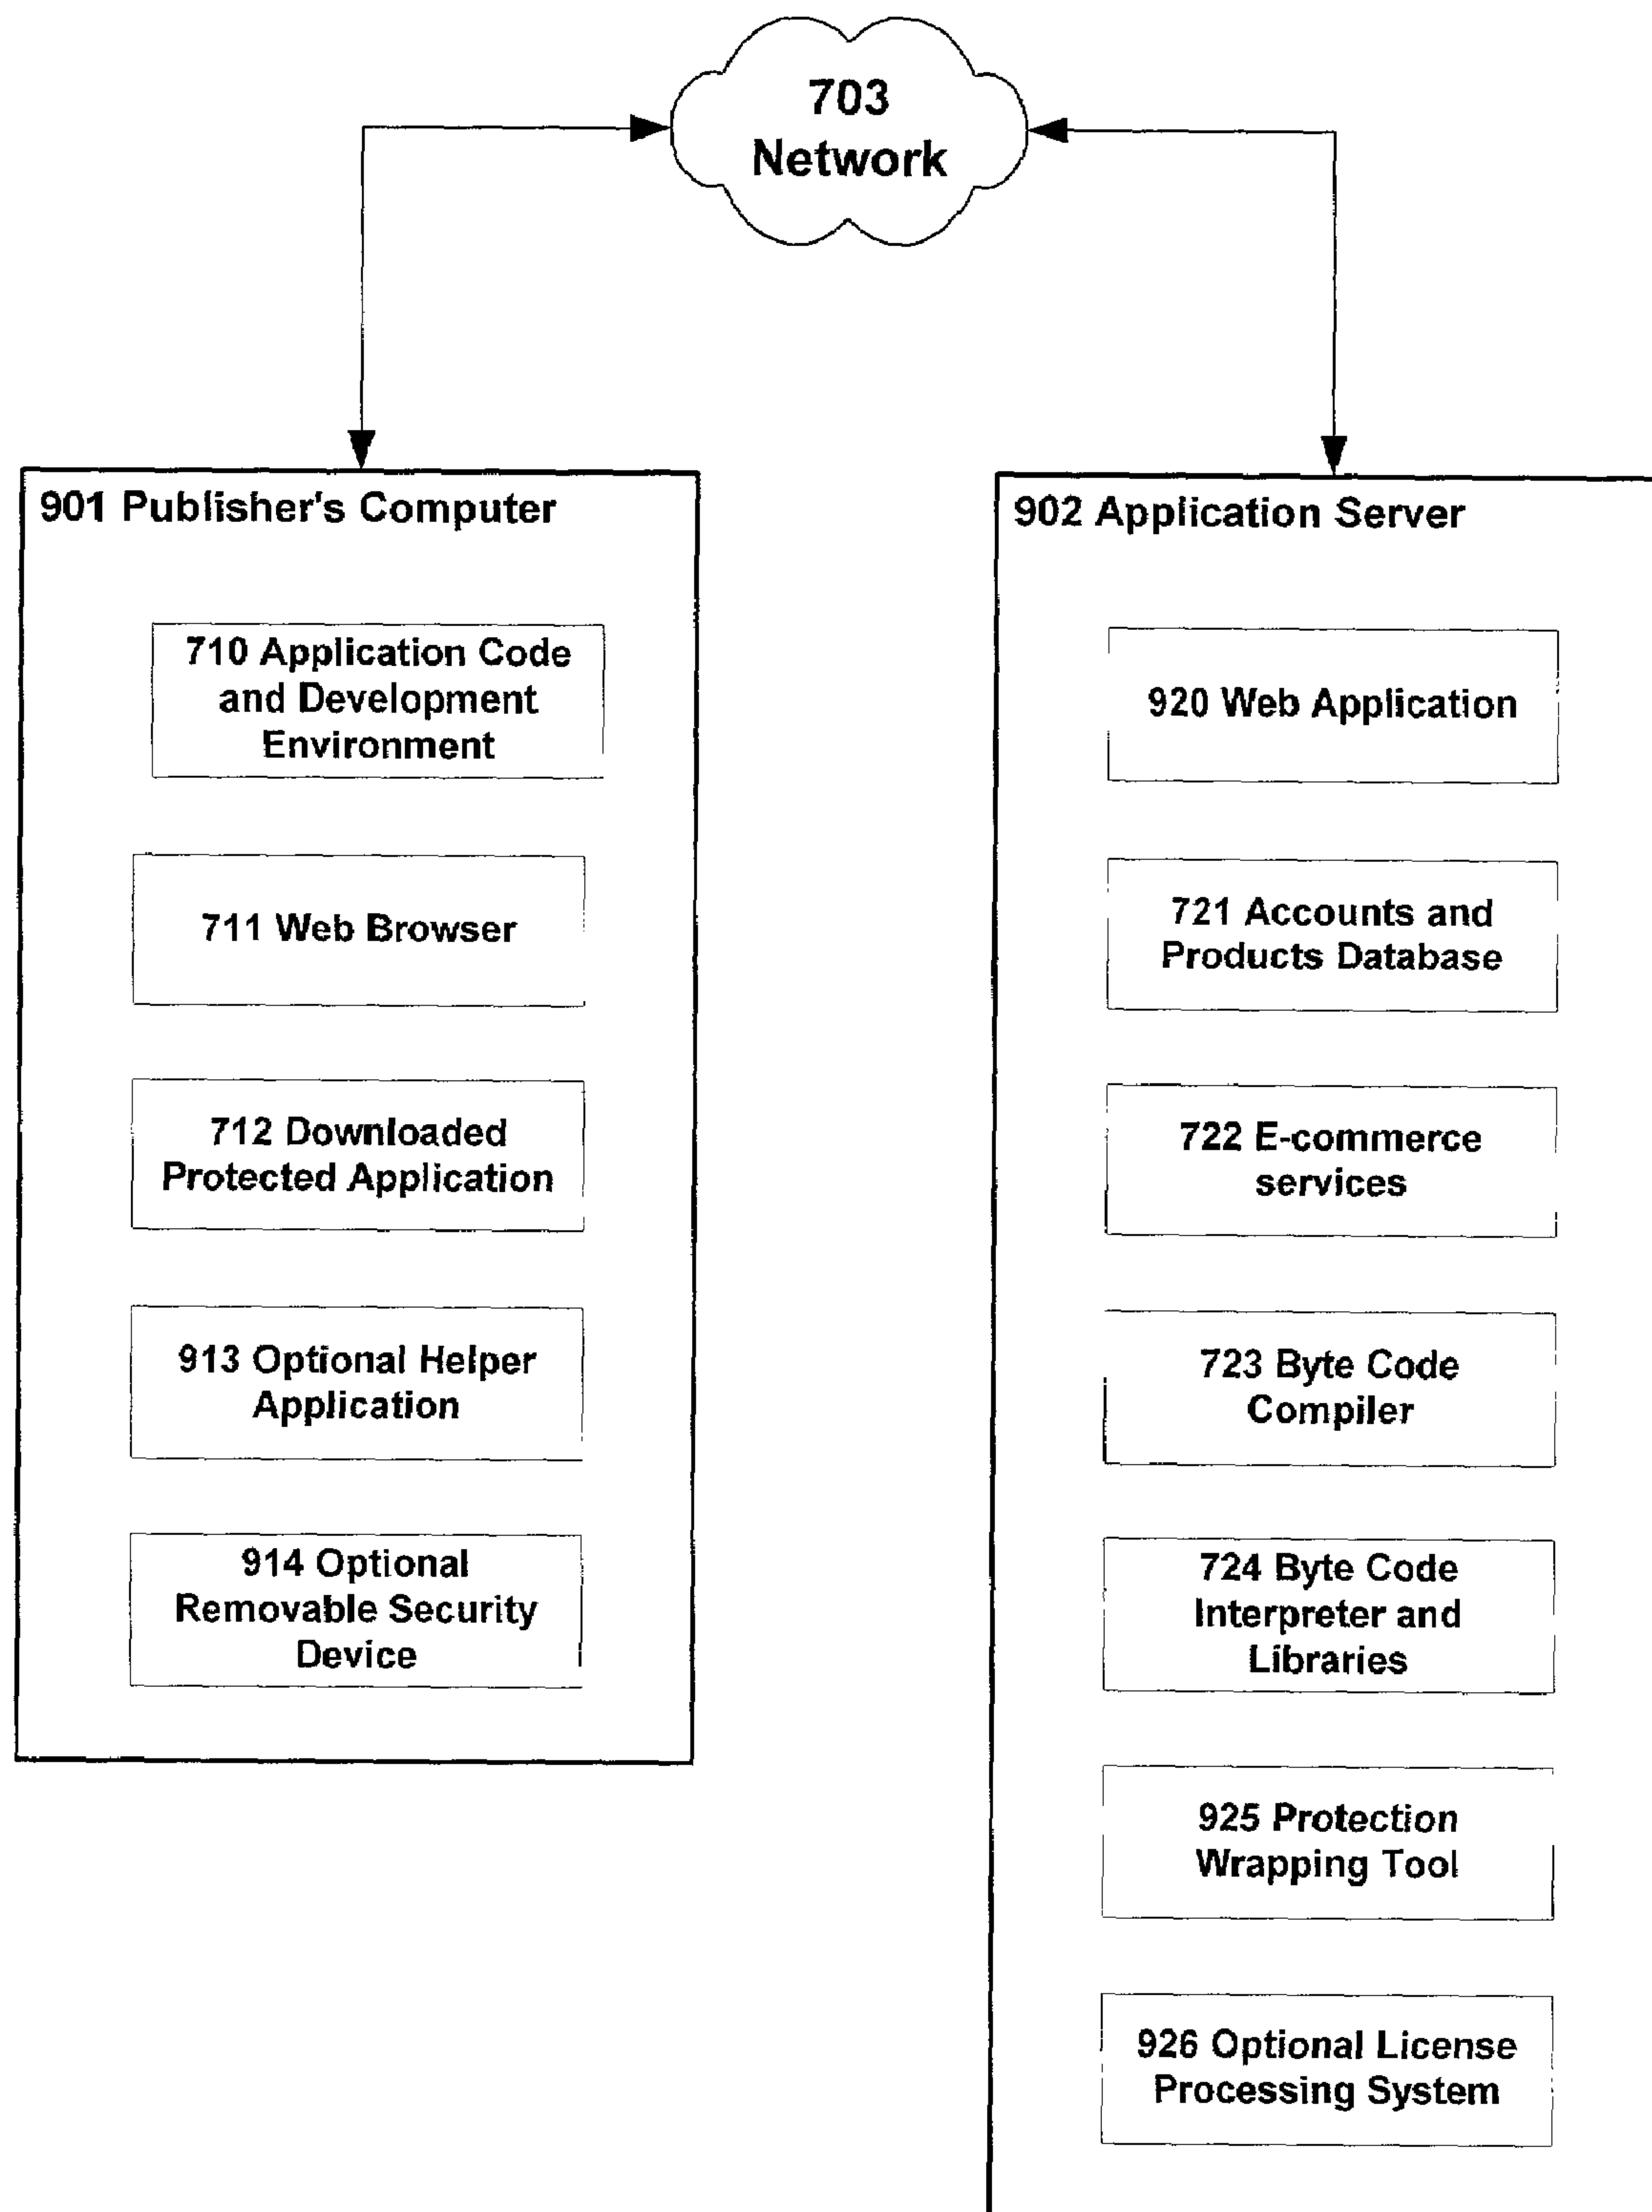 703
Network
901 Publisher's Computer
710 Application Code
and Development
Environment
711 Web Browser
712 Downloaded
Protected Application
913 Optional Helper
Application
914 Optional
Removable Security
Device
902 Application Server
920 Web Application
721 Accounts and
Products Database
722 E-commerce
services
723 Byte Code
Compiler
724 Byte Code
Interpreter and
Libraries
925 Protection
Wrapping Tool
926 Optional License
Processing System